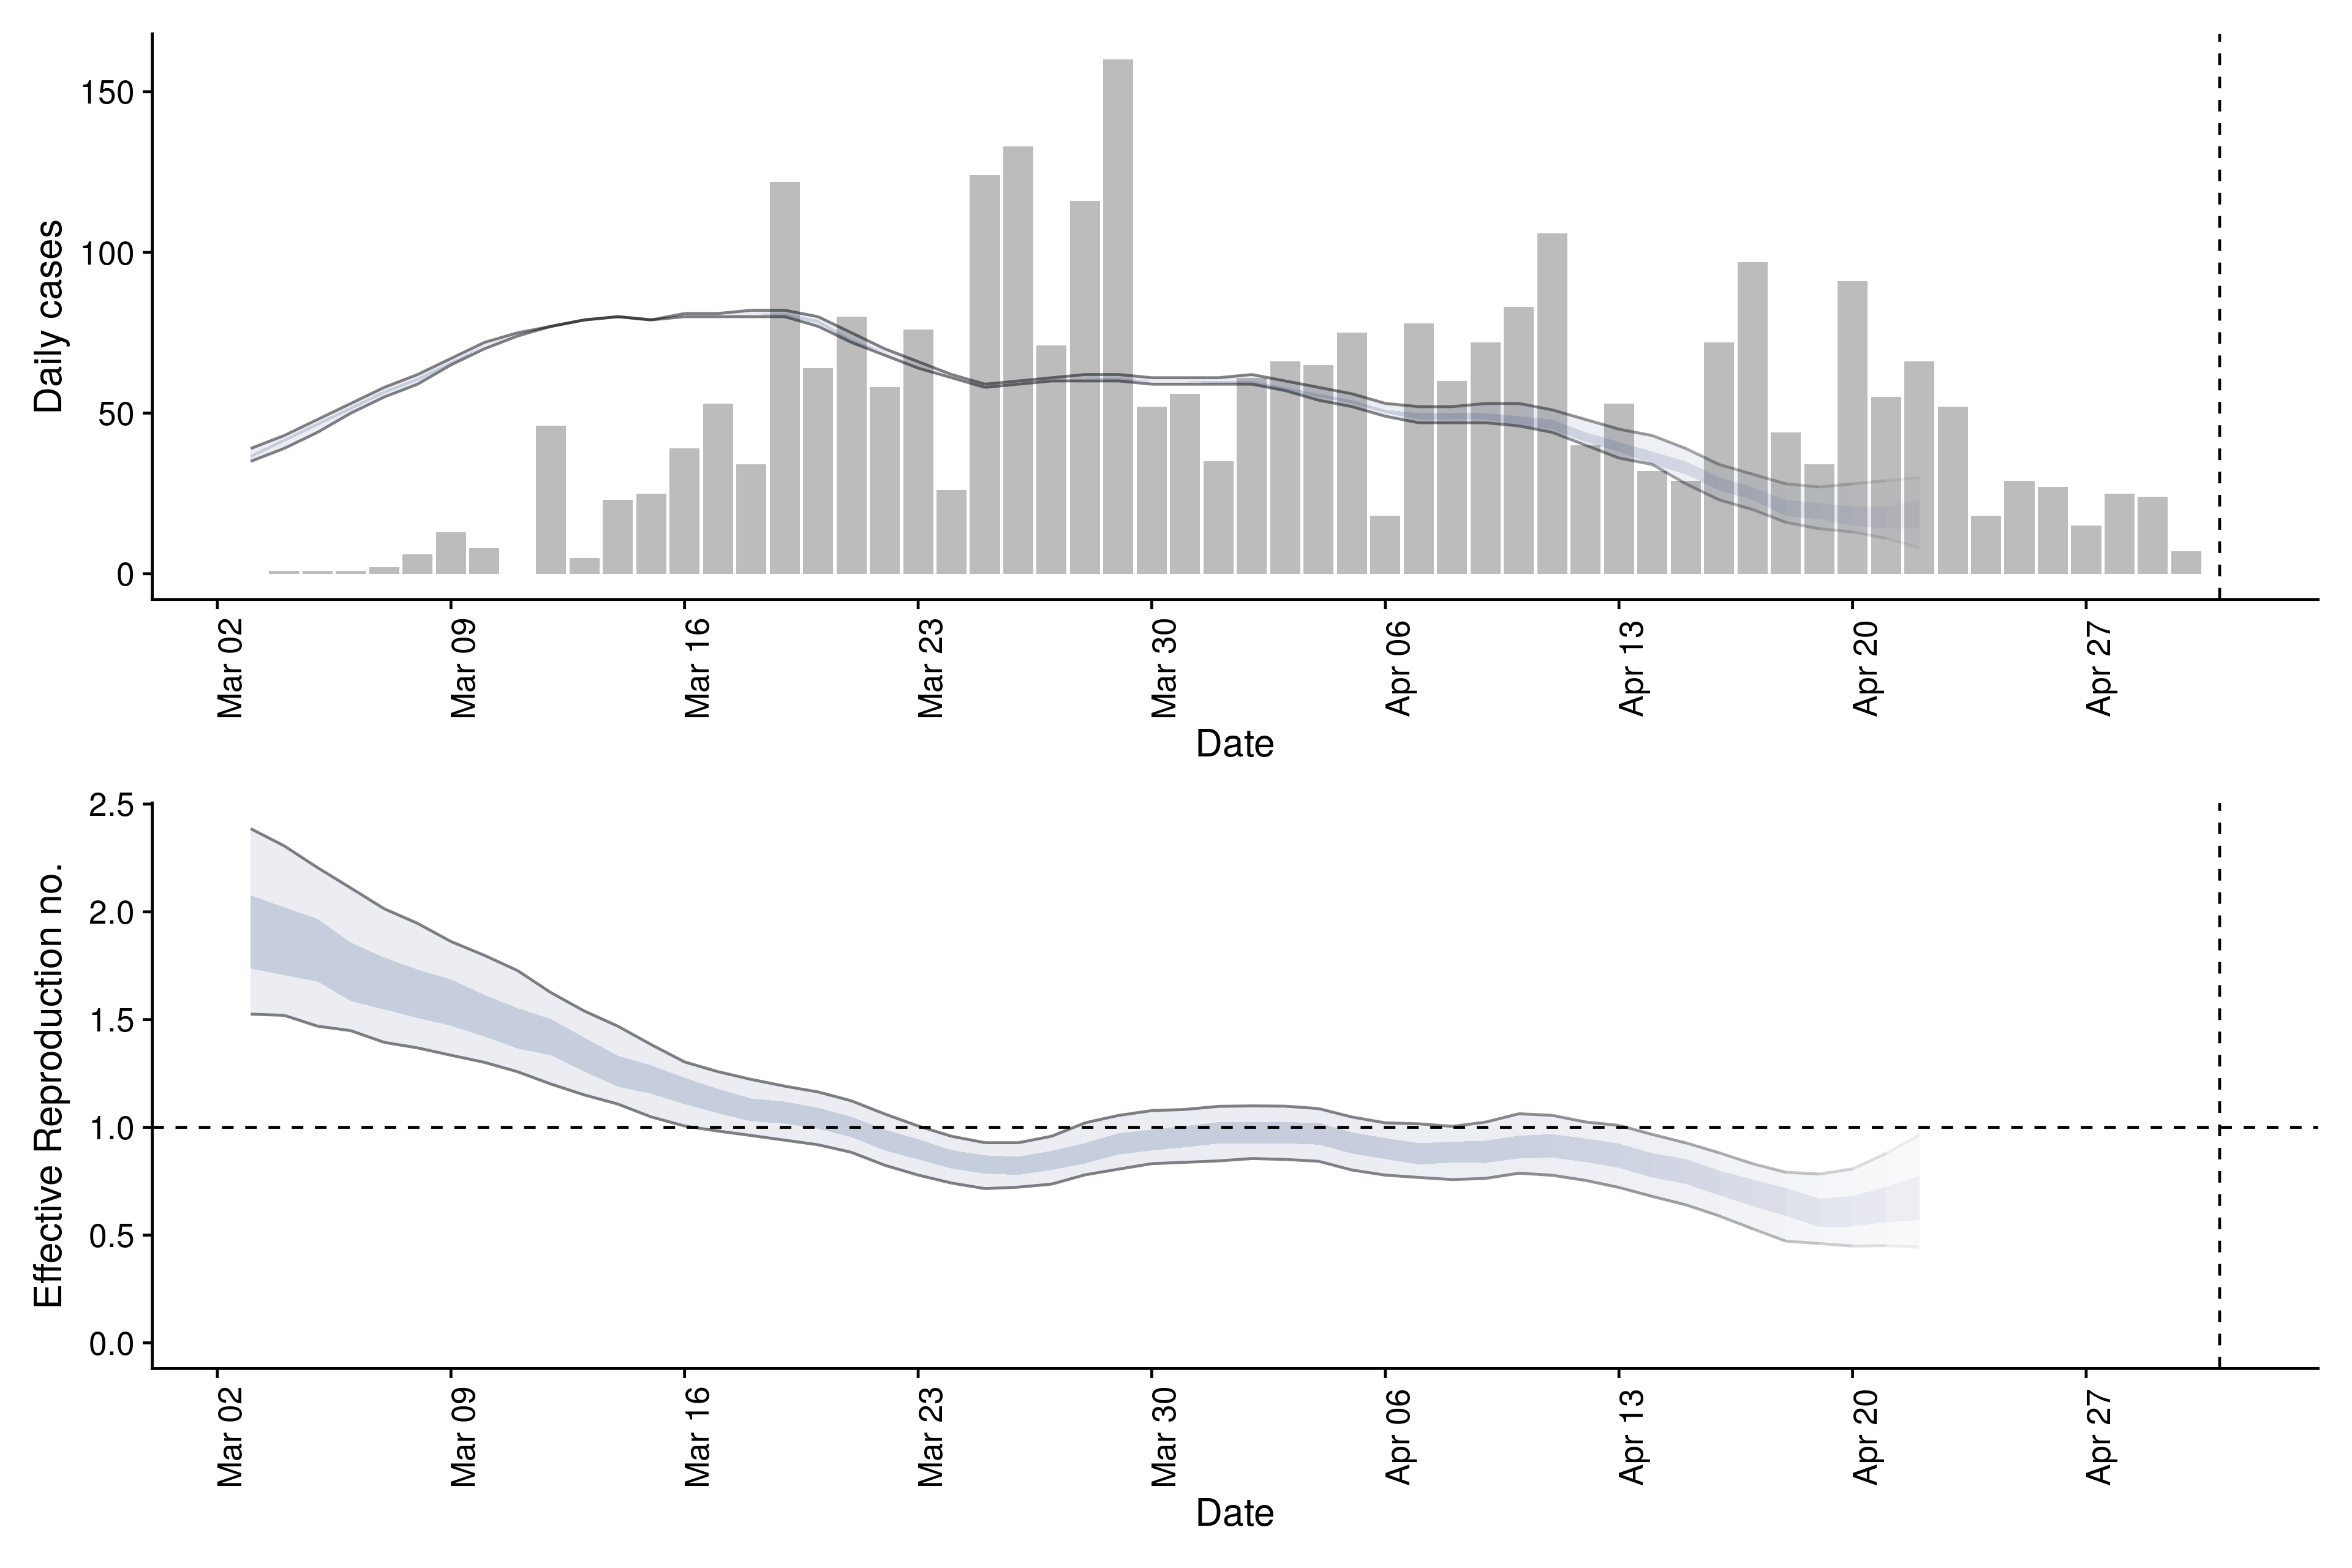 Daily cases
150
100
50
0
Mar 02
Mar 09
Mar 16
Mar 23
Mar 30
Apr 06
Apr 13
Apr 20
Apr 27
Date
Effective Reproduction no.
2.5
2.0
1.5
1.0
0.5
0.0
Mar 02
Mar 09
Mar 16
Mar 23
Mar 30
Apr 06
Apr 13
Apr 20
Apr 27
Date